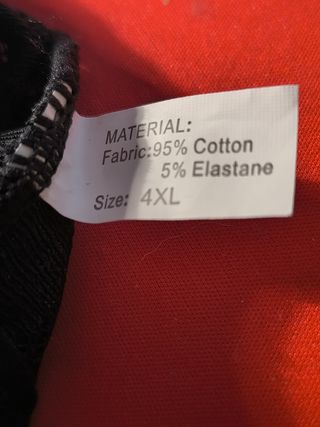 MATERIAL:
Fabric:95% Cotton
5% Elastane
Size: 4XL